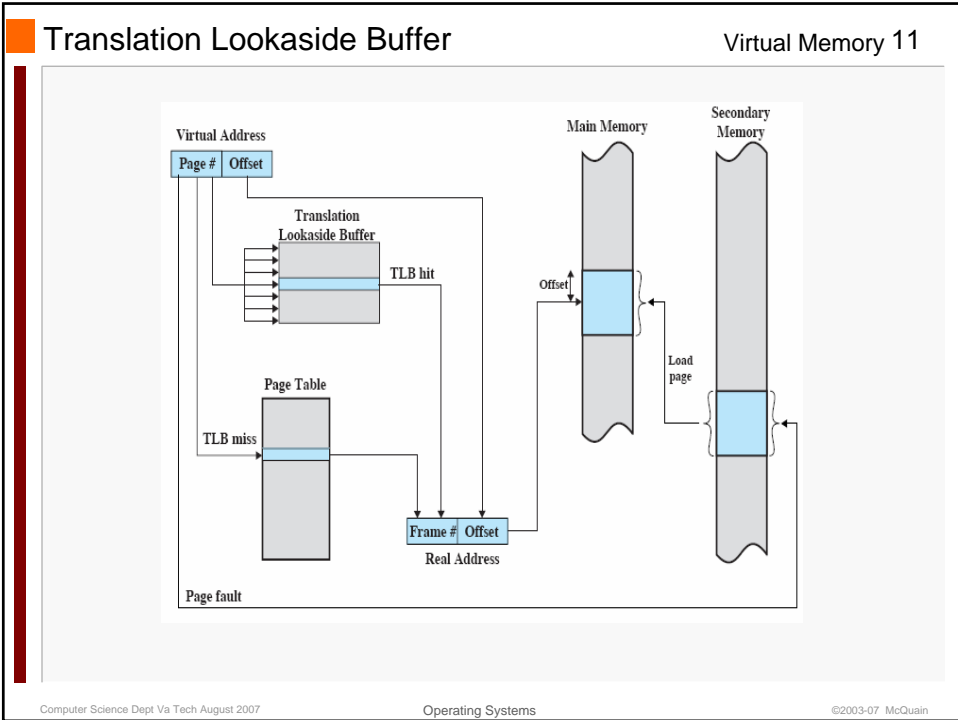 Translation Lookaside Buffer
Virtual Memory 11
Virtual Address
Page # Offset
Translation
Lookaside Buffer
TLB hit
Page Table
TLB miss
Frame # Offset
Real Address
Page fault
Main Memory
Offset
Load
page
Secondary
Memory
Computer Science Dept Va Tech August 2007
Operating Systems
©2003-07 McQuain